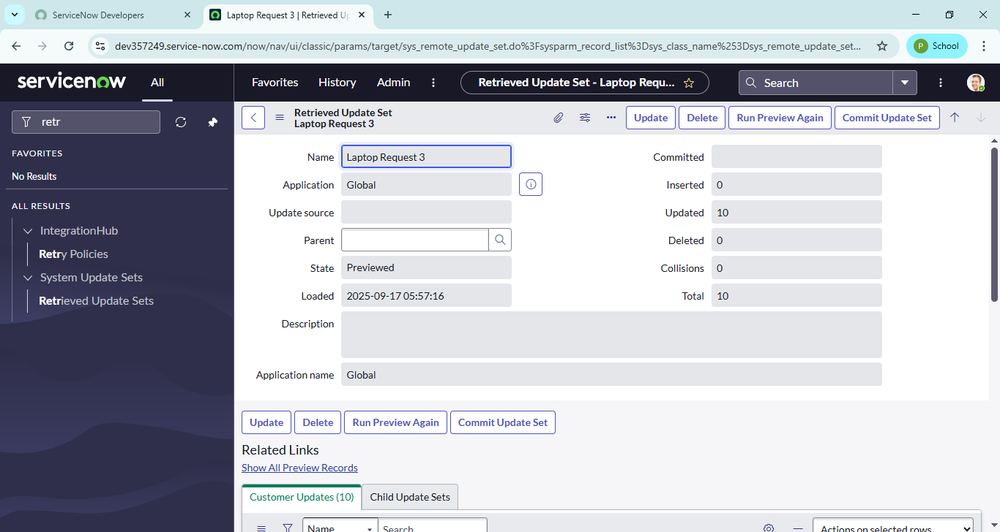 ServiceNow Developers
Laptop Request 3 | Retrieved Up
dev357249.service-now.com/now/nav/ui/classic/params/target/sys_remote_update_set.do%3Fsysparm_record_list%3Dsys_class_name%253Dsys_remote_update_set...
P School
servicenow All Favorites History Admin Retrieved Update Set - Laptop Requ... Search
retr
FAVORITES
No Results
ALL RESULTS
IntegrationHub
Retry Policies
System Update Sets
Retrieved Update Sets
Retrieved Update Set
Laptop Request 3
Update Delete Run Preview Again Commit Update Set
Name Laptop Request 3 Committed
Application Global Inserted 0
Update source Updated 10
Parent Deleted 0
State Previewed Collisions 0
Loaded 2025-09-17 05:57:16 Total 10
Description
Application name Global
Update Delete Run Preview Again Commit Update Set
Related Links
Show All Preview Records
Customer Updates (10) Child Update Sets
Name Search Actions on selected rows...